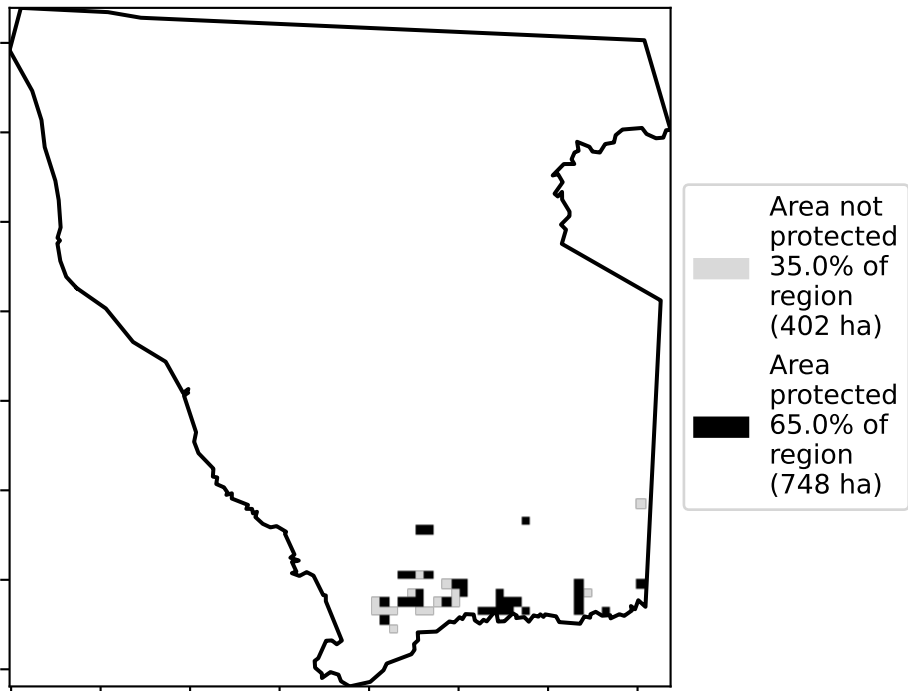 Area not
protected
35.0% of
region
(402 ha)
Area
protected
65.0% of
region
(748 ha)